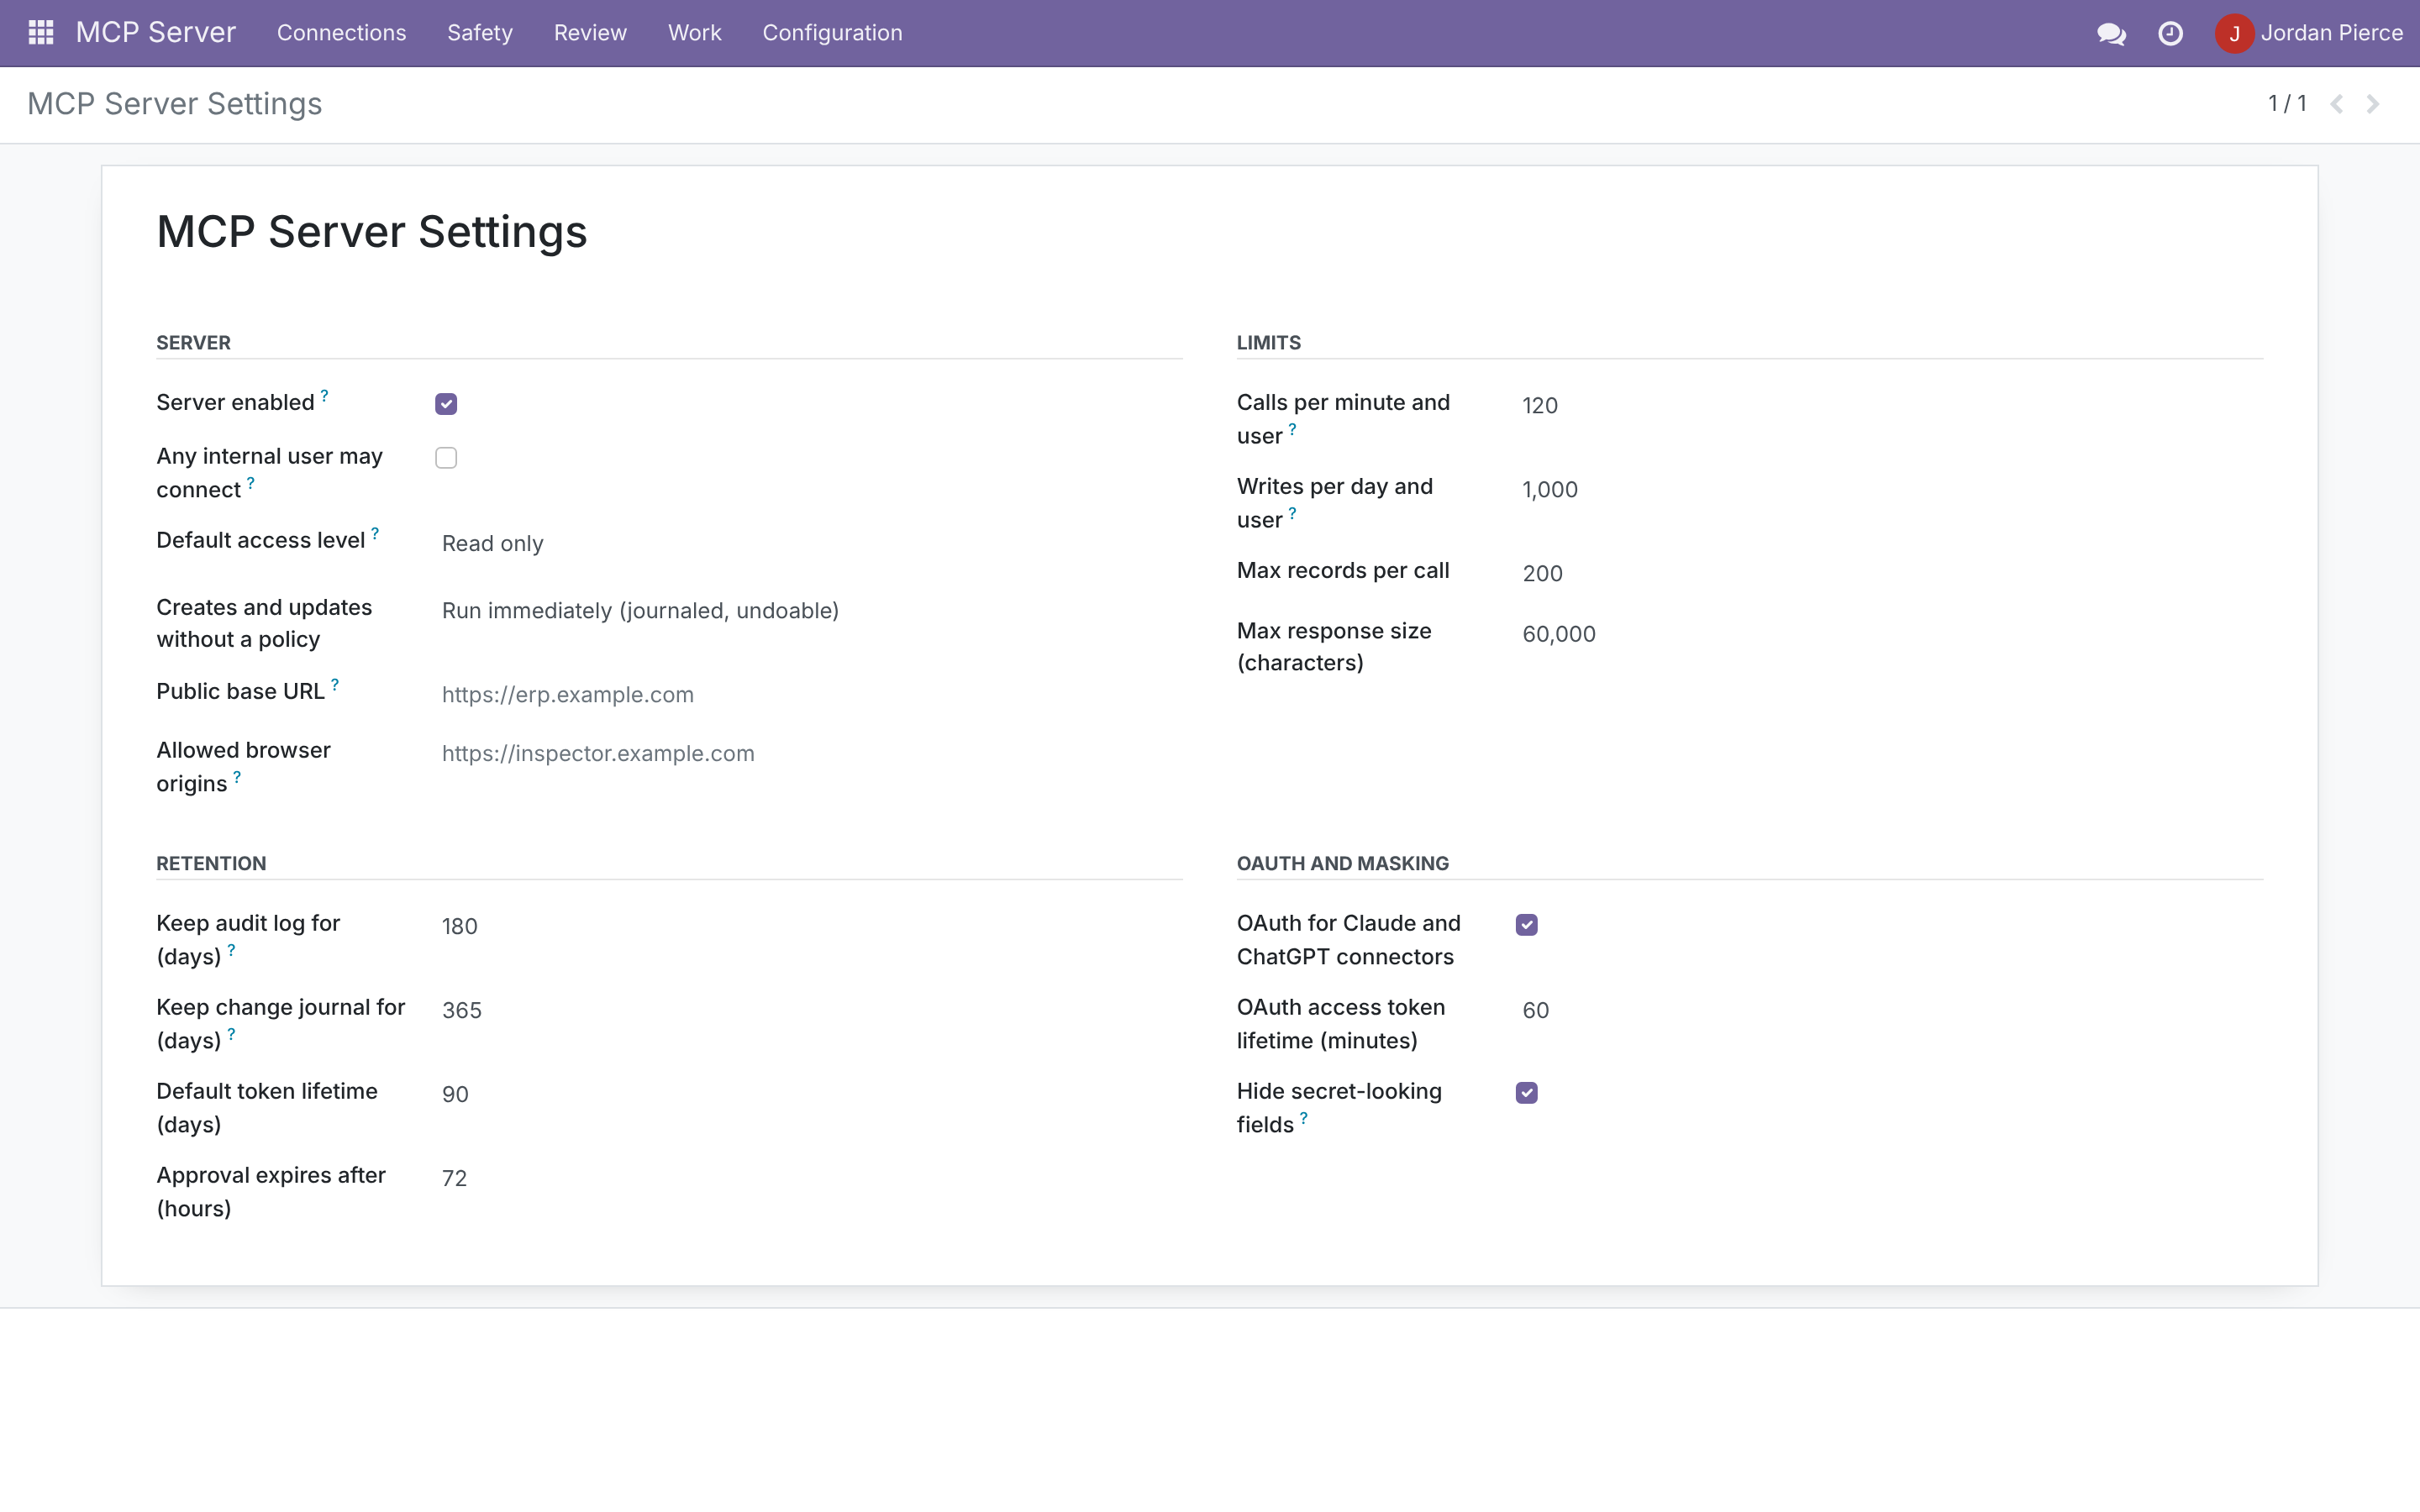 MCP Server Connections Safety Review Work Configuration J Jordan Pierce
MCP Server Settings 1 / 1
MCP Server Settings
SERVER
Server enabled ?
Any internal user may
connect ?
Default access level ? Read only
Creates and updates Run immediately (journaled, undoable)
without a policy
Public base URL ? https://erp.example.com
Allowed browser https://inspector.example.com
origins ?
LIMITS
Calls per minute and 120
user ?
Writes per day and 1,000
user ?
Max records per call 200
Max response size 60,000
(characters)
RETENTION
Keep audit log for 180
(days) ?
Keep change journal for 365
(days) ?
Default token lifetime 90
(days)
Approval expires after 72
(hours)
OAUTH AND MASKING
OAuth for Claude and
ChatGPT connectors
OAuth access token 60
lifetime (minutes)
Hide secret-looking
fields ?